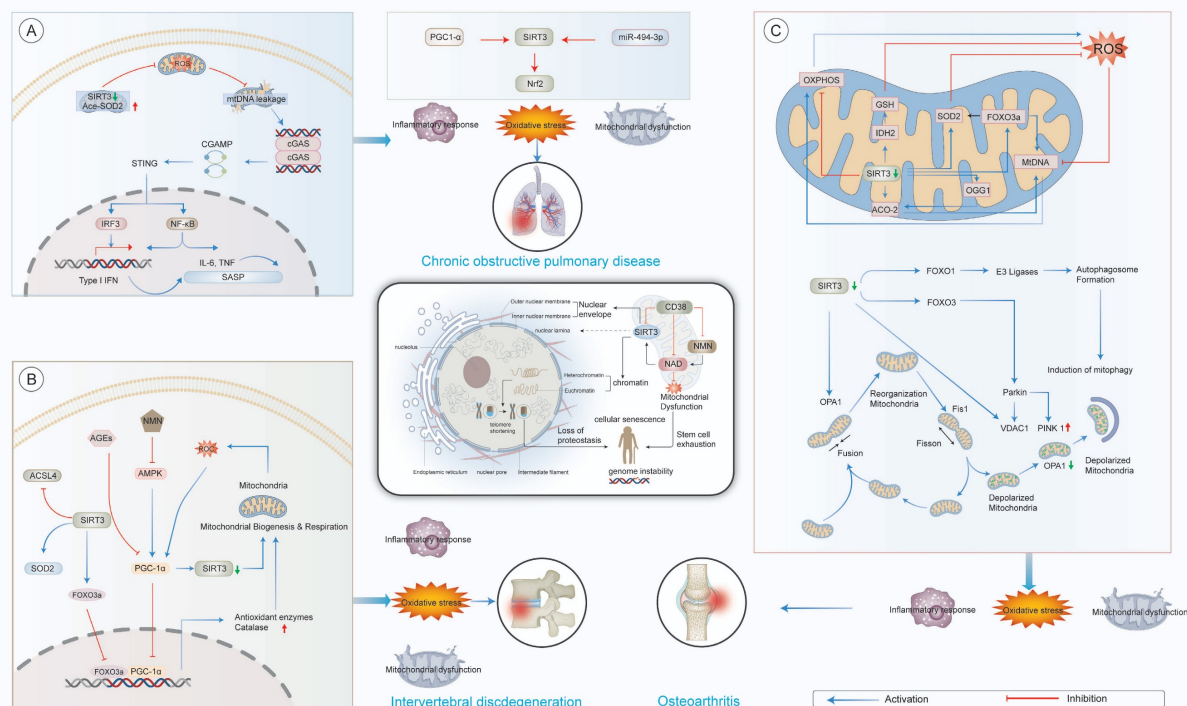 A
ROS
SIRT3
Ace-SOD2
mtDNA leakage
cGAS
cGAS
CGAMP
STING
IRF3
NF-κB
IL-6, TNF
SASP
Type I IFN
PGC1-α
SIRT3
miR-494-3p
Nrf2
Inflammatory response
Oxidative stress
Mitochondrial dysfunction
Chronic obstructive pulmonary disease
C
ROS
OXPHOS
GSH
SOD2
FOXO3a
IDH2
MtDNA
SIRT3
OGG1
ACO-2
SIRT3
FOXO1
E3 Ligases
Autophagosome
Formation
FOXO3
Induction of mitophagy
OPA1
Reorganization
Mitochondria
Fis1
Parkin
VDAC1
PINK 1
Fusion
Fisson
OPA1
Depolarized
Mitochondria
Depolarized
Mitochondria
Outer nuclear membrane
Inner nuclear membrane
Nuclear
envelope
nuclear lamina
nucleolus
CD38
SIRT3
NMN
NAD
Heterochromatin
Euchromatin
chromatin
Mitochondrial
Dysfunction
telomere
shortening
cellular senescence
Loss of
proteostasis
Stem cell
exhaustion
genome instability
Endoplasmic reticulum
nuclear pore
Intermediate filament
B
NMN
AGEs
ROC
ACSL4
AMPK
Mitochondria
SIRT3
Mitochondrial Biogenesis & Respiration
SOD2
PGC-1α
SIRT3
FOXO3a
Antioxidant enzymes
Catalase
FOXO3a
PGC-1α
Inflammatory response
Oxidative stress
Mitochondrial dysfunction
Intervertebral discdegeneration
Osteoarthritis
Inflammatory response
Oxidative stress
Mitochondrial dysfunction
Activation
Inhibition